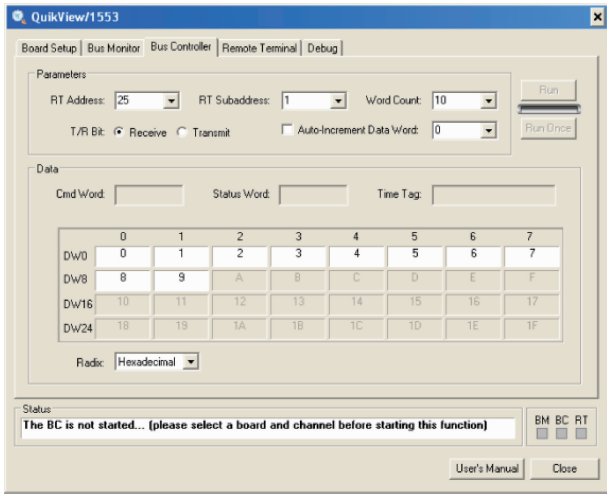 QuikView/1553
Board Setup Bus Monitor Bus Controller Remote Terminal Debug
Parameters
RT Address: 25 RT Subaddress: 1 Word Count: 10 Run
T/R Bit: Receive Transmit Auto-Increment Data Word: 0 Run Once
Data
Cmd Word: Status Word: Time Tag:
0 1 2 3 4 5 6 7
DW0 0 1 2 3 4 5 6 7
DW8 8 9 A B C D E F
DW16 10 11 12 13 14 15 16 17
DW24 18 19 1A 1B 1C 1D 1E 1F
Radix: Hexadecimal
Status
The BC is not started... (please select a board and channel before starting this function)
BM BC RT
User's Manual Close